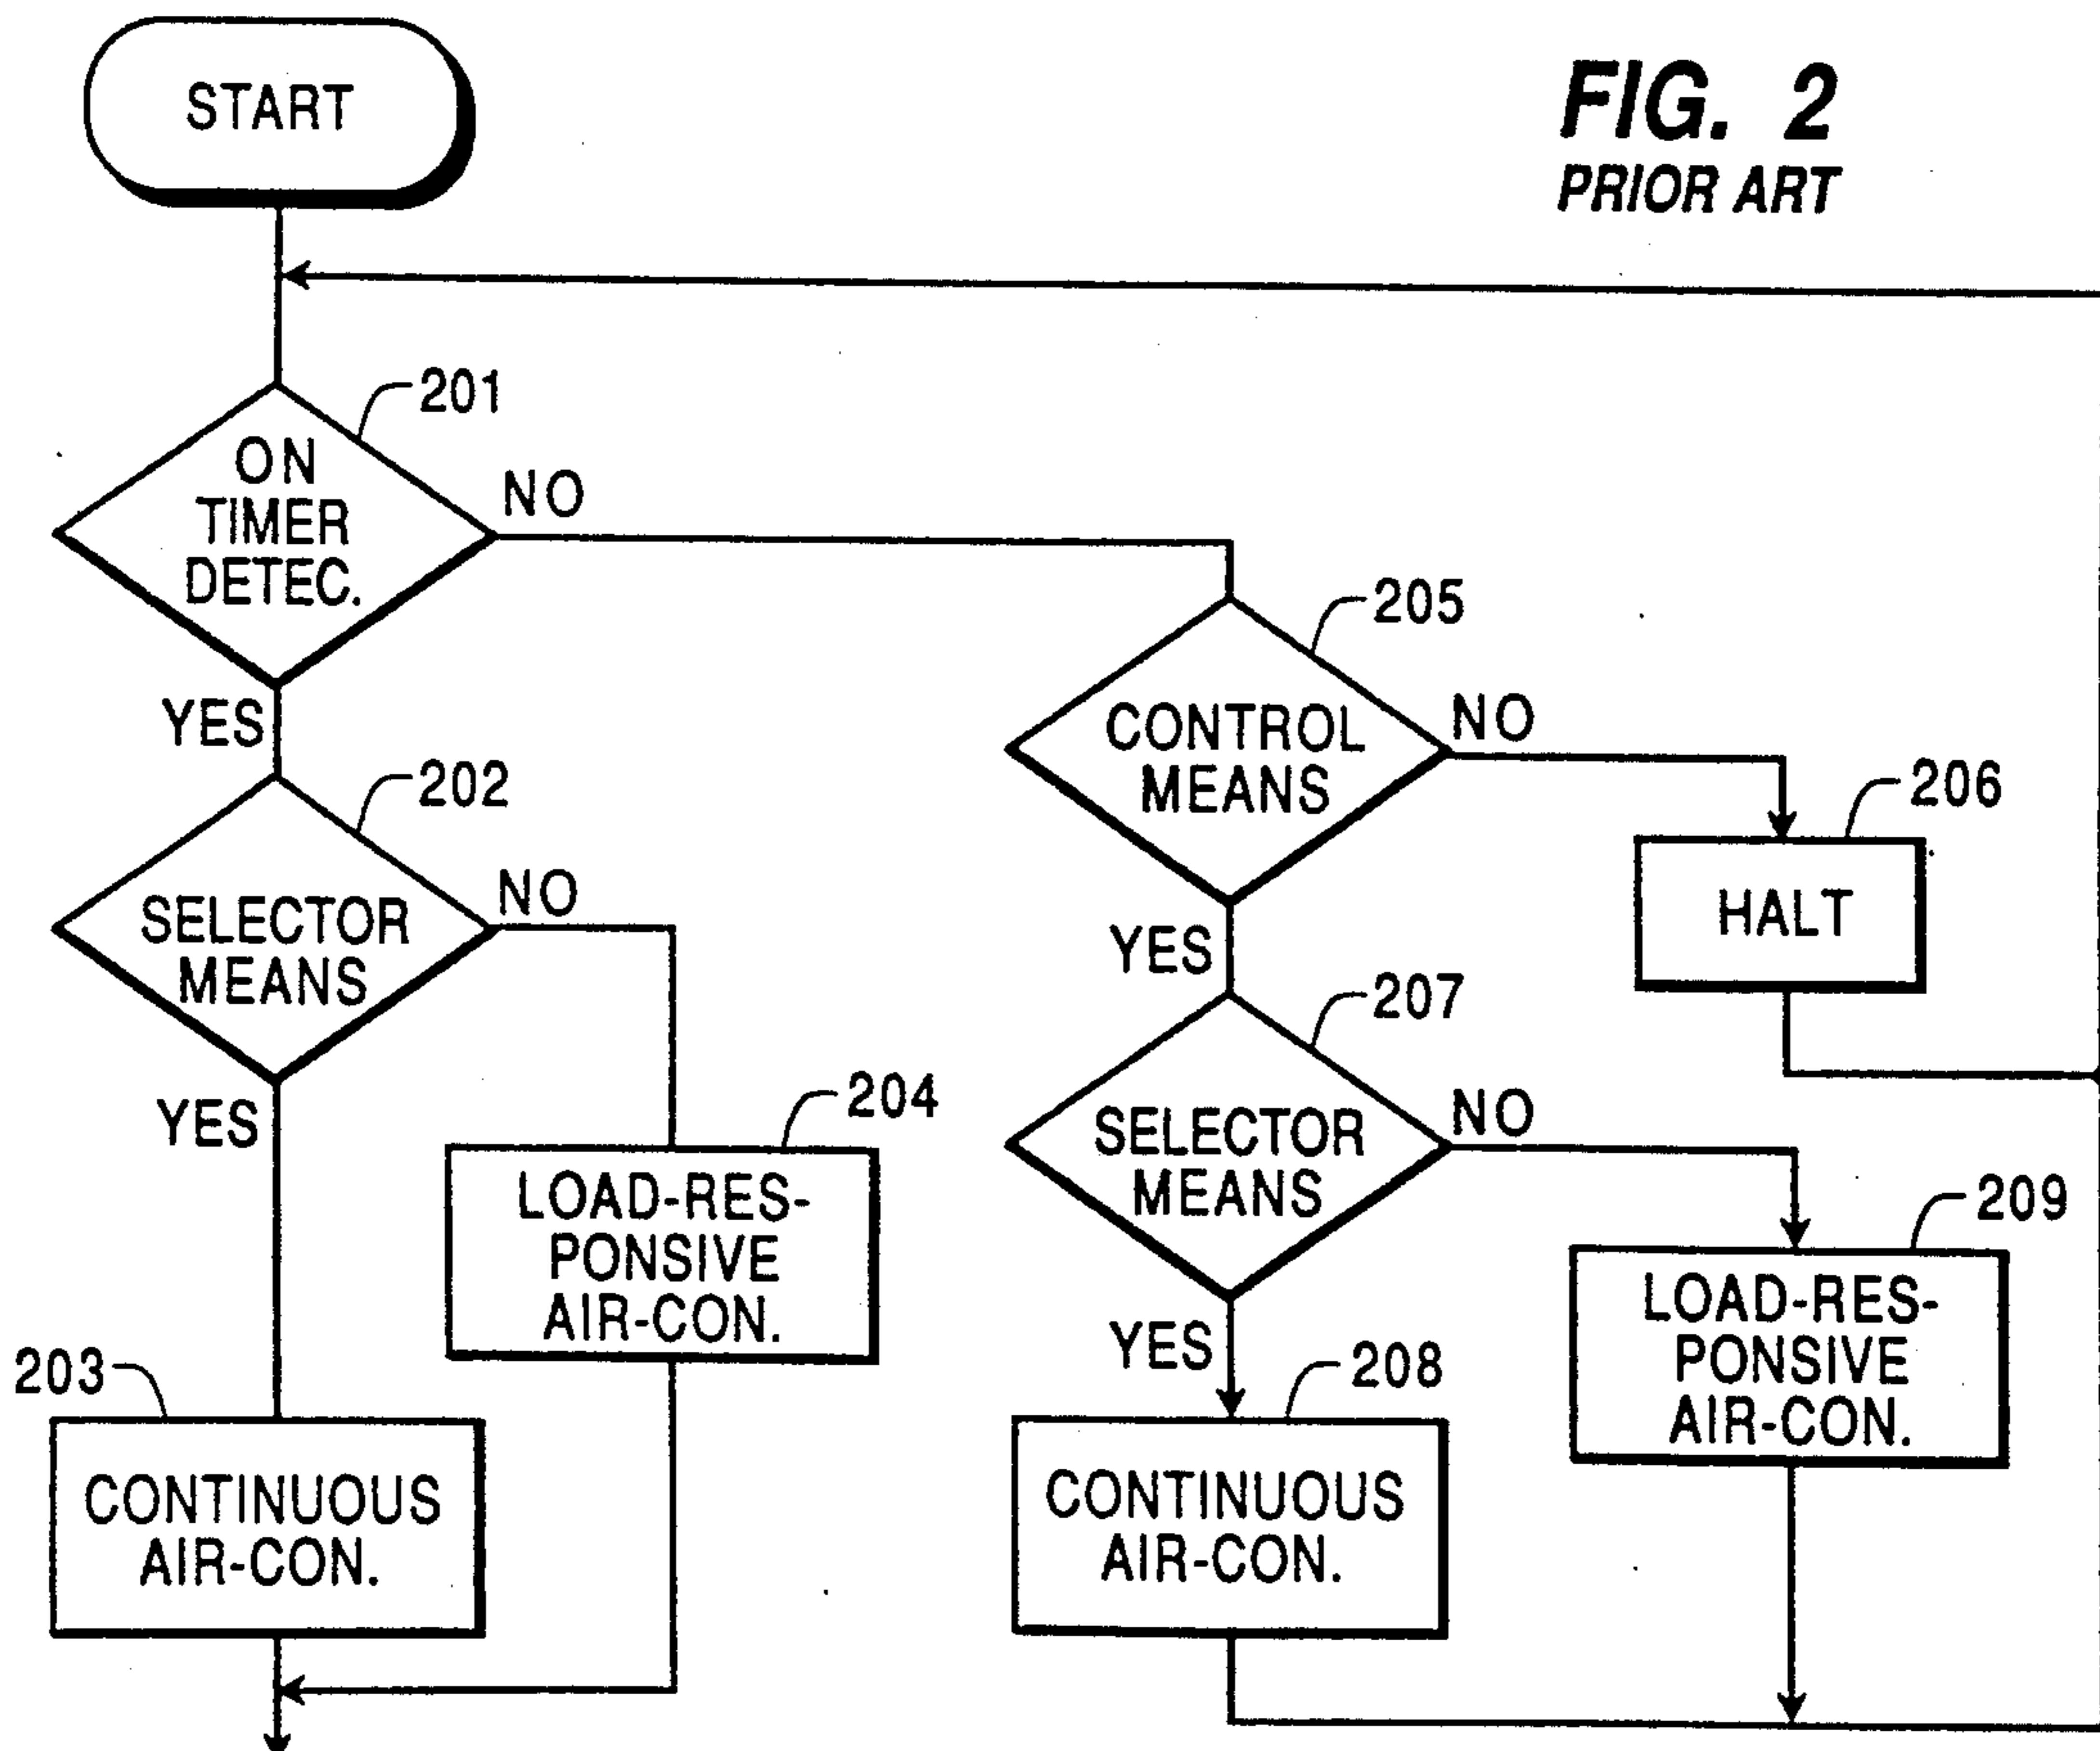 START
FIG. 2
PRIOR ART
201
ON
TIMER
DETEC.
NO
YES
202
SELECTOR
MEANS
NO
YES
204
LOAD-RES-
PONSIVE
AIR-CON.
203
CONTINUOUS
AIR-CON.
205
CONTROL
MEANS
NO
206
HALT
YES
207
SELECTOR
MEANS
NO
209
LOAD-RES-
PONSIVE
AIR-CON.
YES
208
CONTINUOUS
AIR-CON.